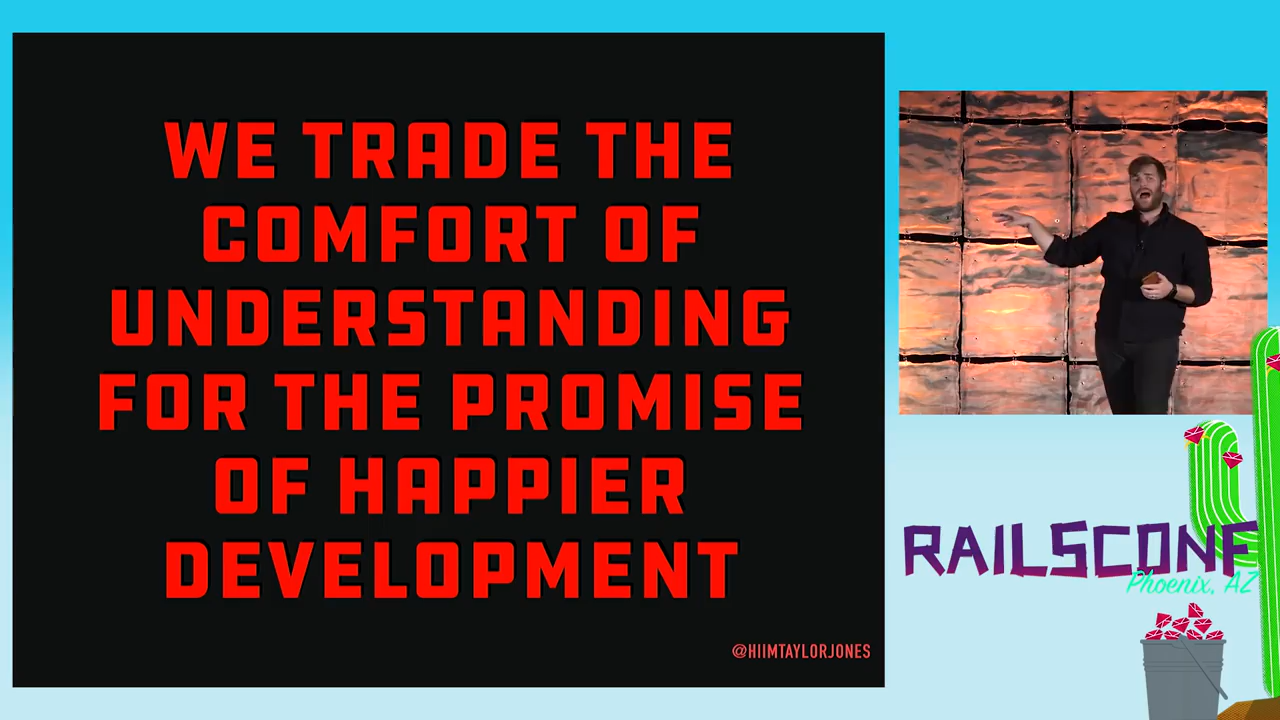 WE TRADE THE
COMFORT OF
UNDERSTANDING
FOR THE PROMISE
OF HAPPIER
DEVELOPMENT
@HIIMTAYLORJONES
RAILSCONF
Phoenix, AZ